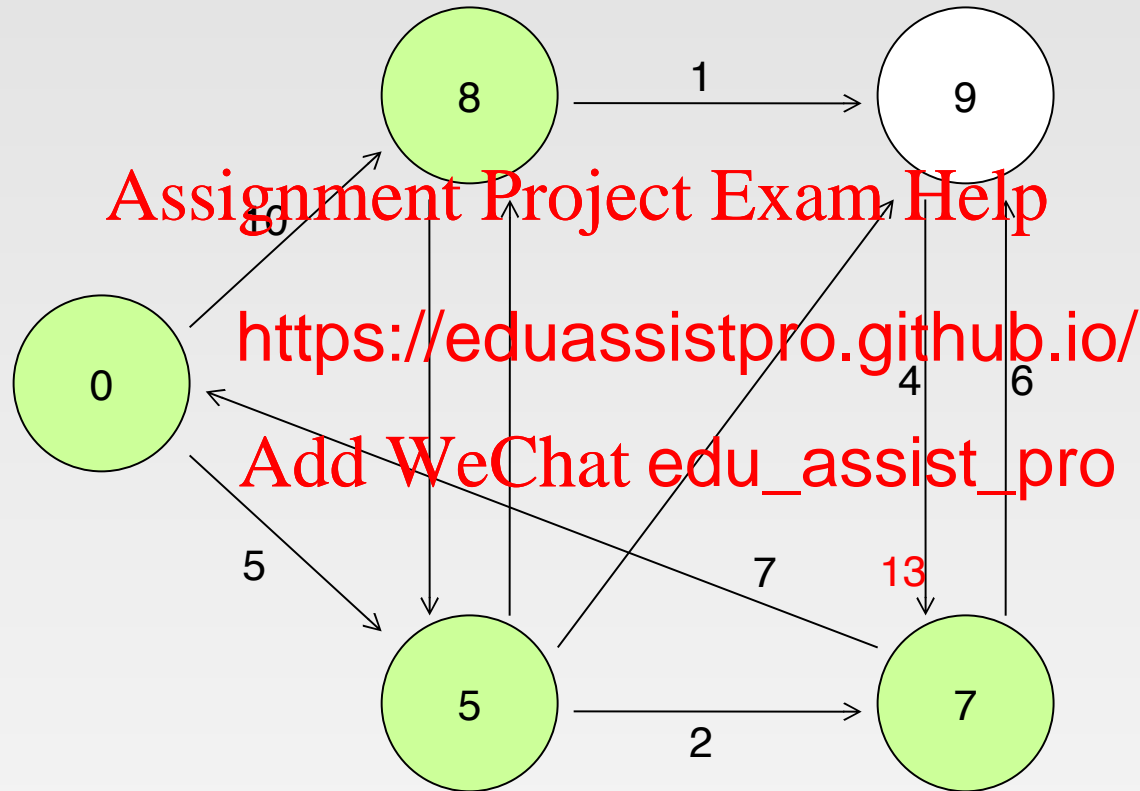 8 1 9
Assignment Project Exam Help
10
https://eduassistpro.github.io/
0 4 6
Add WeChat edu_assist_pro
5 7 13
5 2 7